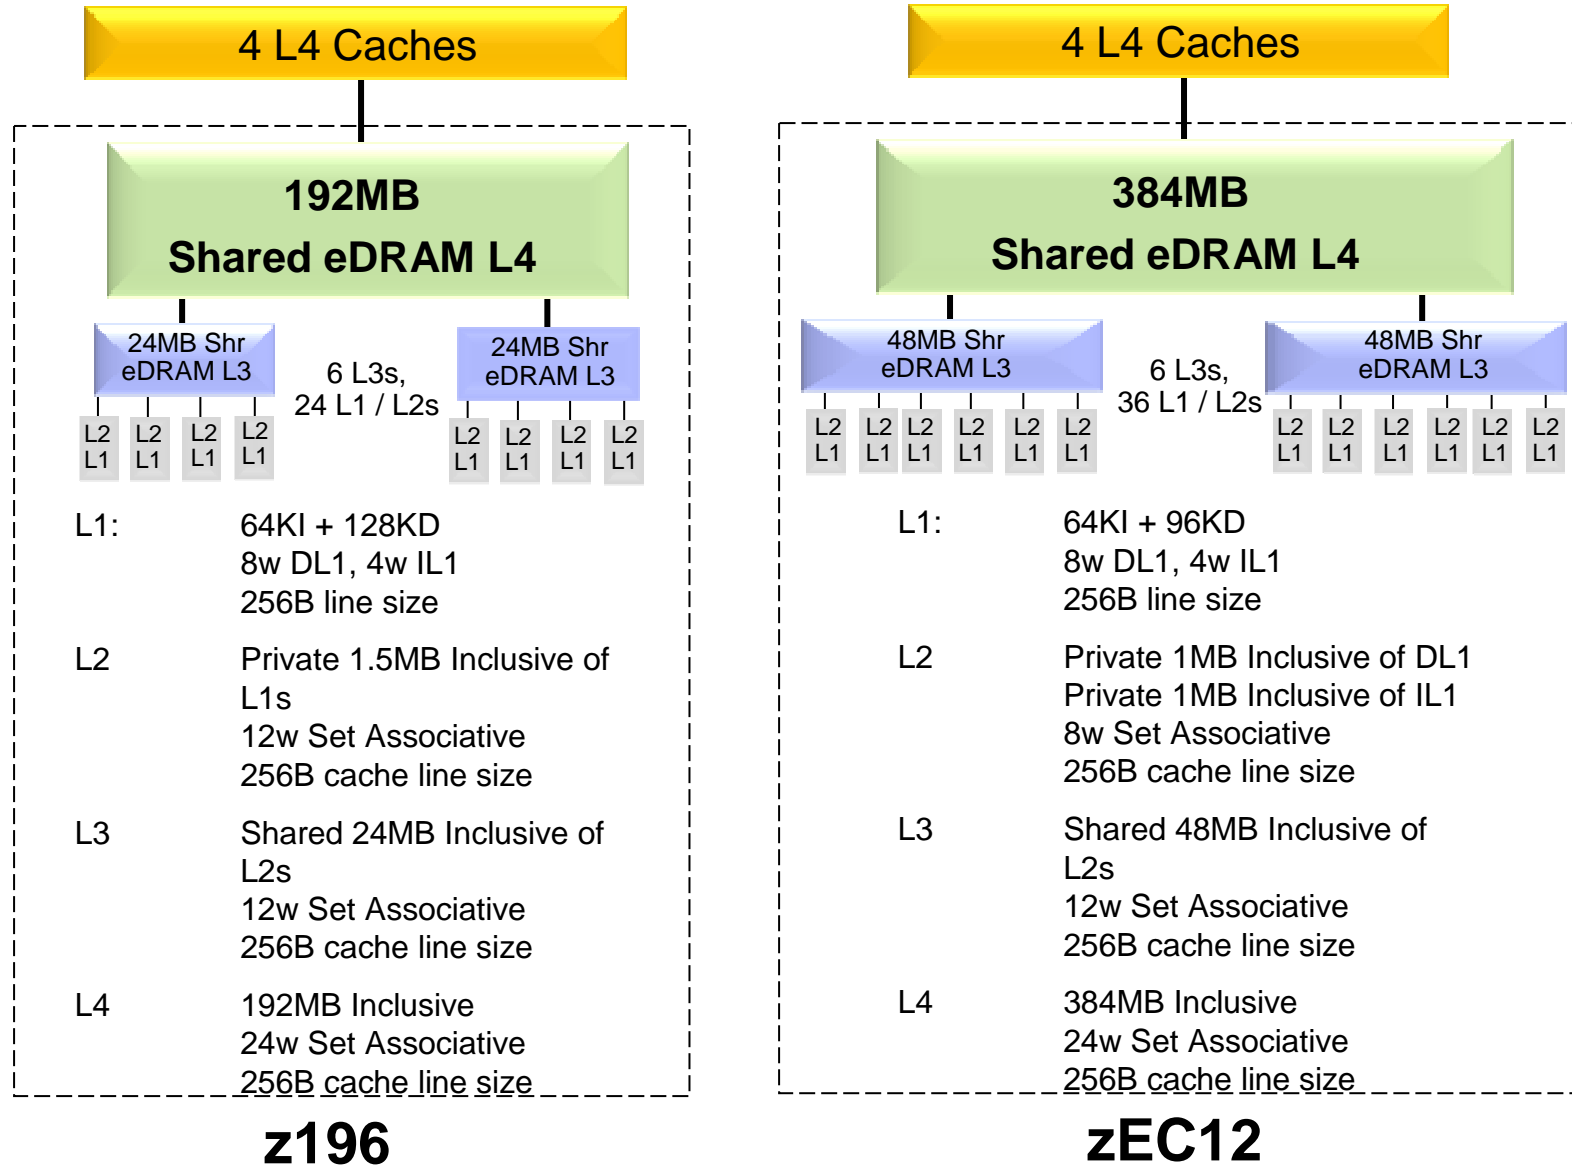 4 L4 Caches
192MB
Shared eDRAM L4
24MB Shr
eDRAM L3
6 L3s,
24 L1 / L2s
24MB Shr
eDRAM L3
L2
L1
L2
L1
L2
L1
L2
L1
L2
L1
L2
L1
L2
L1
L2
L1
L1:
64KI + 128KD
8w DL1, 4w IL1
256B line size
L2
Private 1.5MB Inclusive of
L1s
12w Set Associative
256B cache line size
L3
Shared 24MB Inclusive of
L2s
12w Set Associative
256B cache line size
L4
192MB Inclusive
24w Set Associative
256B cache line size
z196
4 L4 Caches
384MB
Shared eDRAM L4
48MB Shr
eDRAM L3
6 L3s,
36 L1 / L2s
48MB Shr
eDRAM L3
L2
L1
L2
L1
L2
L1
L2
L1
L2
L1
L2
L1
L2
L1
L2
L1
L2
L1
L2
L1
L2
L1
L2
L1
L1:
64KI + 96KD
8w DL1, 4w IL1
256B line size
L2
Private 1MB Inclusive of DL1
Private 1MB Inclusive of IL1
8w Set Associative
256B cache line size
L3
Shared 48MB Inclusive of
L2s
12w Set Associative
256B cache line size
L4
384MB Inclusive
24w Set Associative
256B cache line size
zEC12